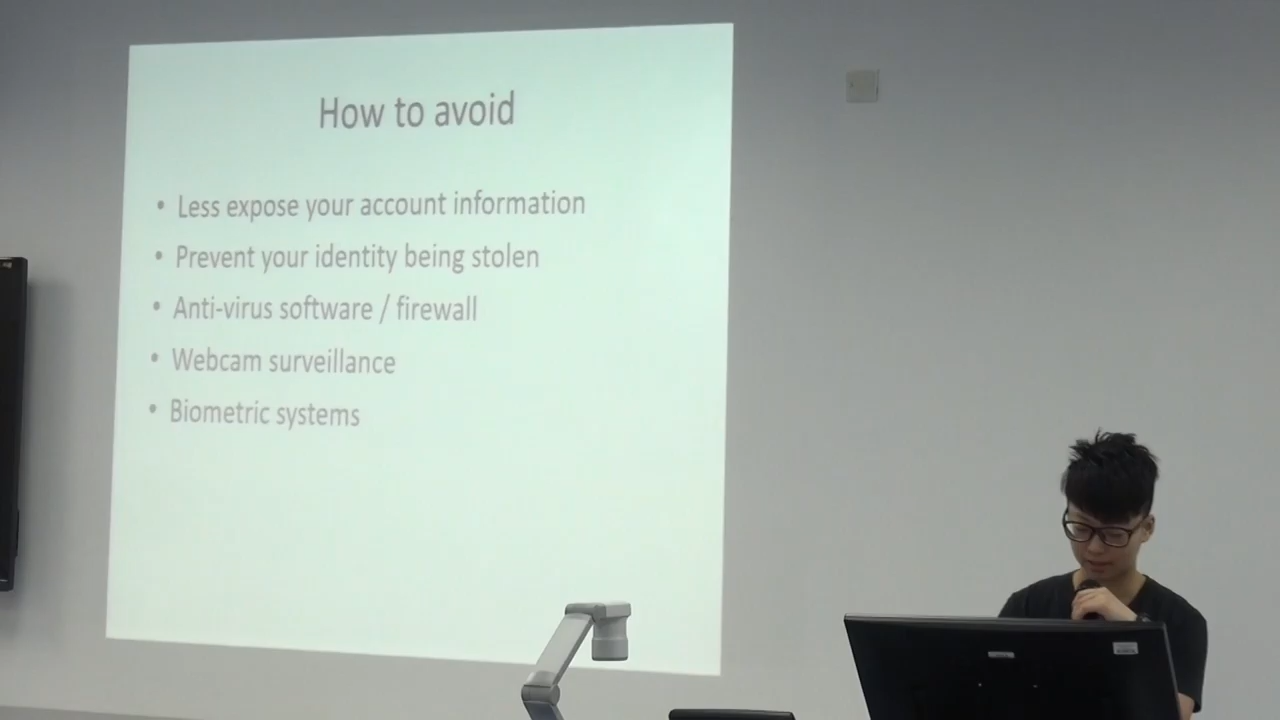 How to avoid
• Less expose your account information
• Prevent your identity being stolen
• Anti-virus software / firewall
• Webcam surveillance
• Biometric systems